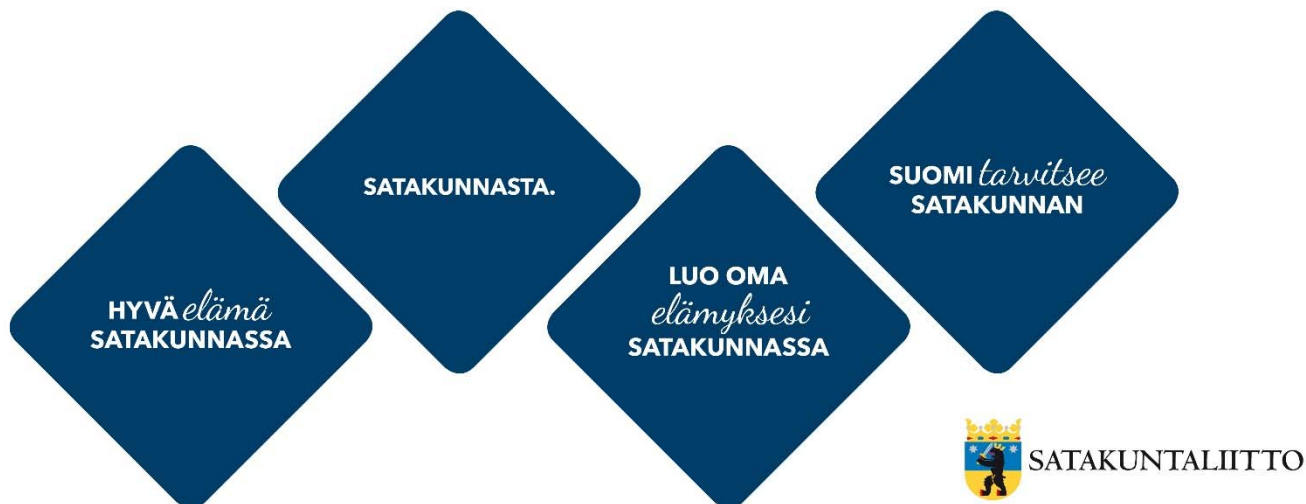 HYVÄ elämä
SATAKUNNASSA
SATAKUNNASTA.
LUO OMA
elämyksesi
SATAKUNNASSA
SUOMI tarvitsee
SATAKUNNAN
SATAKUNTALIITTO